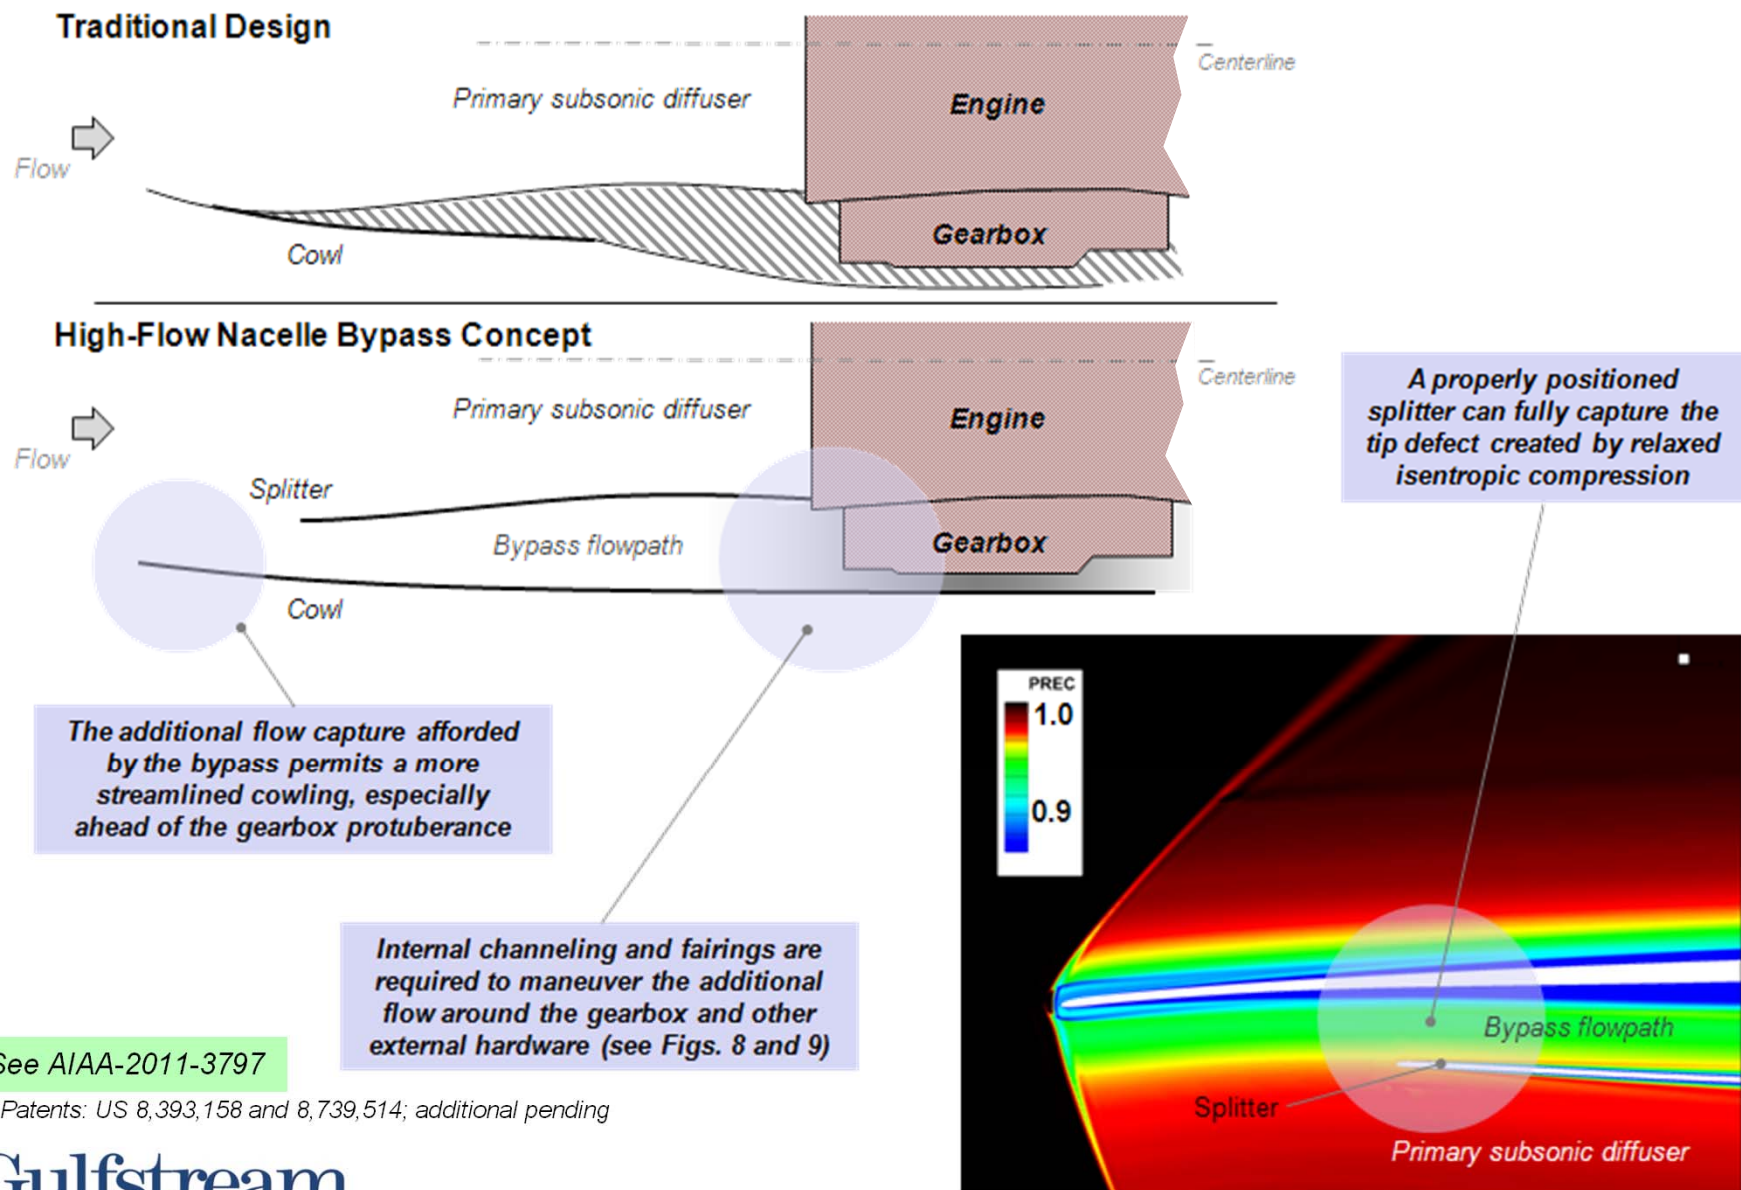 Traditional Design
Centerline
Primary subsonic diffuser
Engine
Flow
Gearbox
Cowl
High-Flow Nacelle Bypass Concept
Centerline
Primary subsonic diffuser
Engine
Flow
Splitter
Bypass flowpath
Gearbox
Cowl
A properly positioned
splitter can fully capture the
tip defect created by relaxed
isentropic compression
The additional flow capture afforded
by the bypass permits a more
streamlined cowling, especially
ahead of the gearbox protuberance
Internal channeling and fairings are
required to maneuver the additional
flow around the gearbox and other
external hardware (see Figs. 8 and 9)
PREC
1.0
0.9
Bypass flowpath
Splitter
Primary subsonic diffuser
See AIAA-2011-3797
Patents: US 8,393,158 and 8,739,514; additional pending
Gulfstream